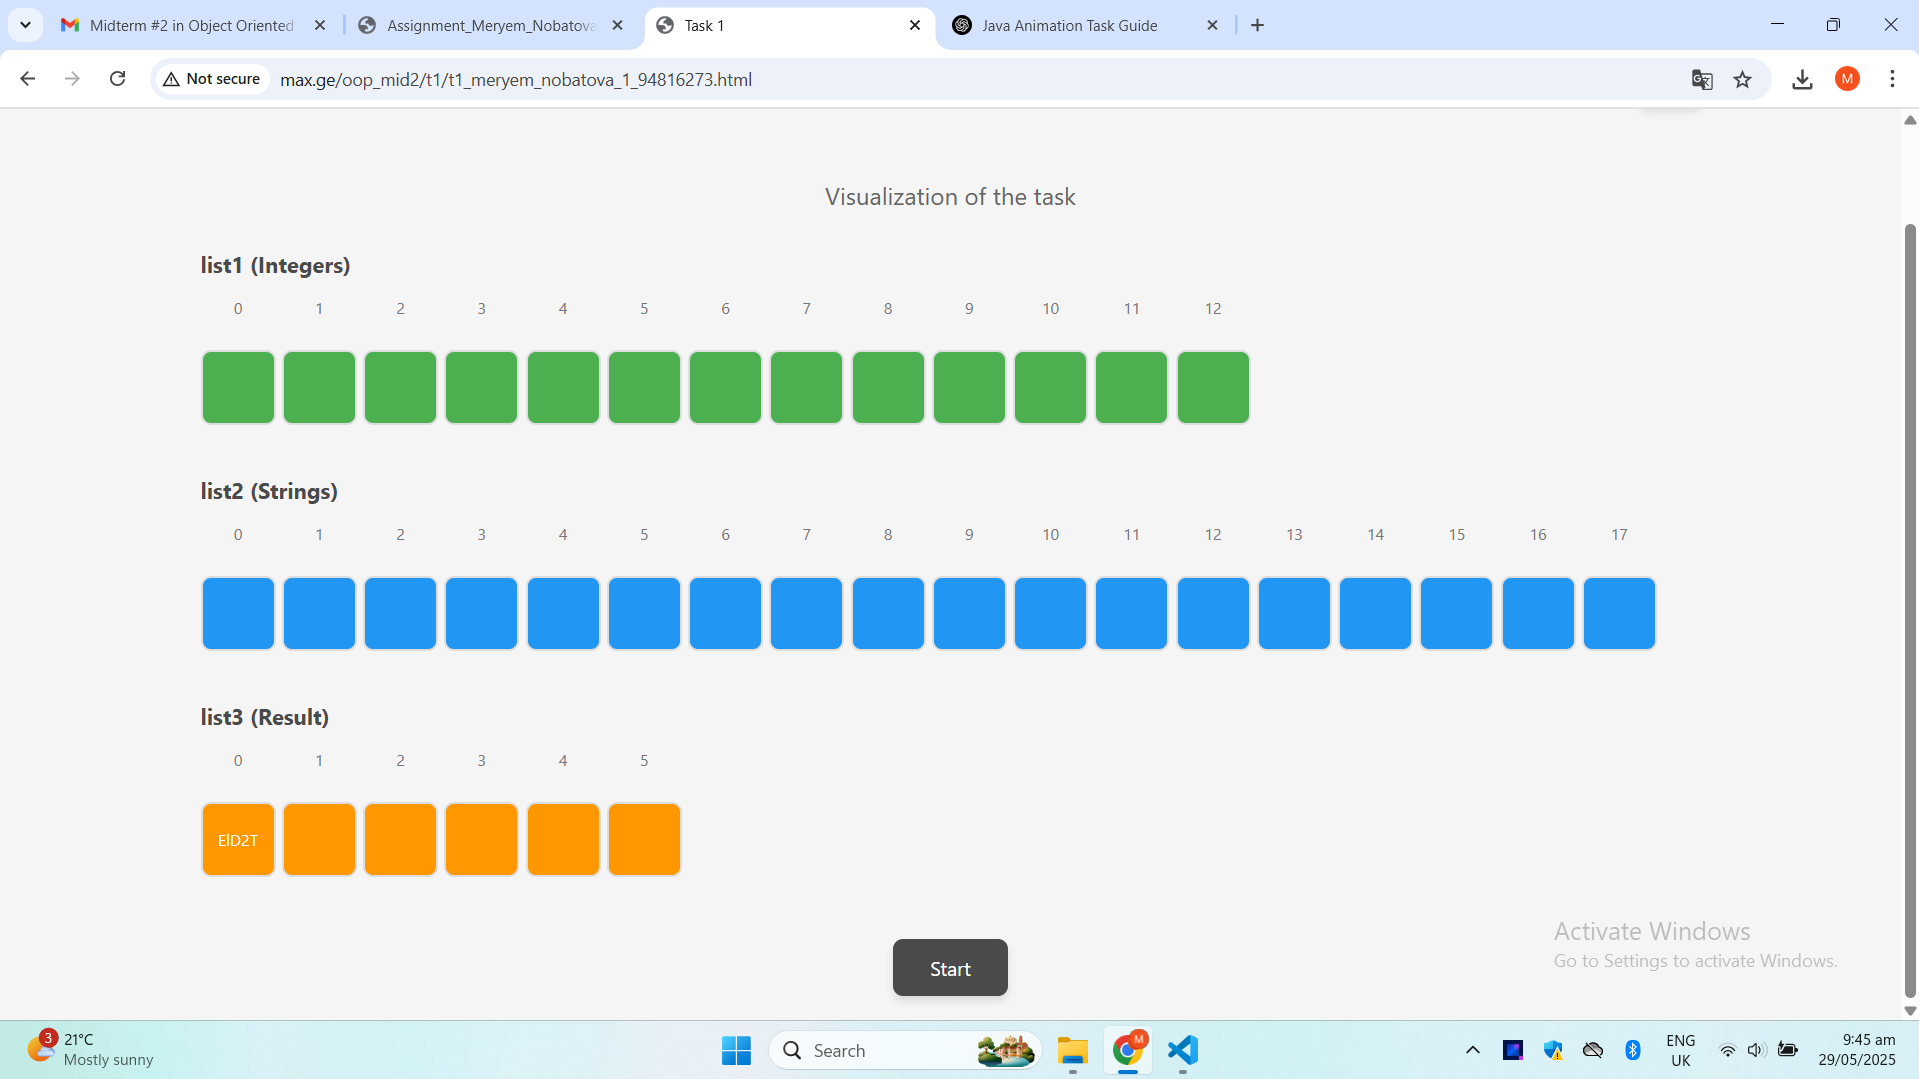 Midterm #2 in Object Oriented
Assignment_Meryem_Nobatova
Task 1
Java Animation Task Guide
Not secure
max.ge/oop_mid2/t1/t1_meryem_nobatova_1_94816273.html
M
Visualization of the task
list1 (Integers)
0 1 2 3 4 5 6 7 8 9 10 11 12
list2 (Strings)
0 1 2 3 4 5 6 7 8 9 10 11 12 13 14 15 16 17
list3 (Result)
0 1 2 3 4 5
ElD2T
Start
Activate Windows
Go to Settings to activate Windows.
3
21°C
Mostly sunny
Search
M
ENG
UK
9:45 am
29/05/2025